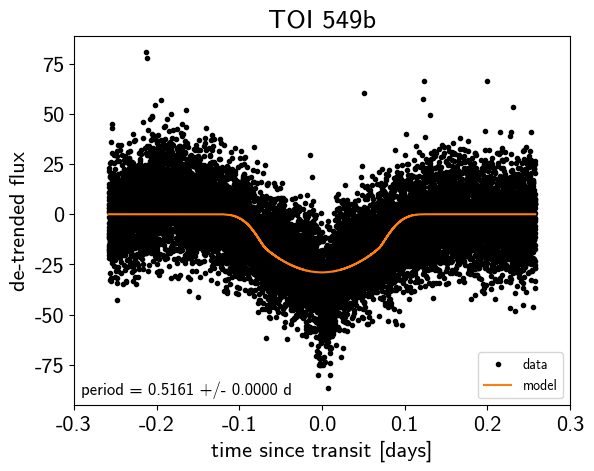 TOI 549b
de-trended flux
75
50
25
0
-25
-50
-75
period = 0.5161 +/- 0.0000 d
data
model
-0.3 -0.2 -0.1 0.0 0.1 0.2 0.3
time since transit [days]